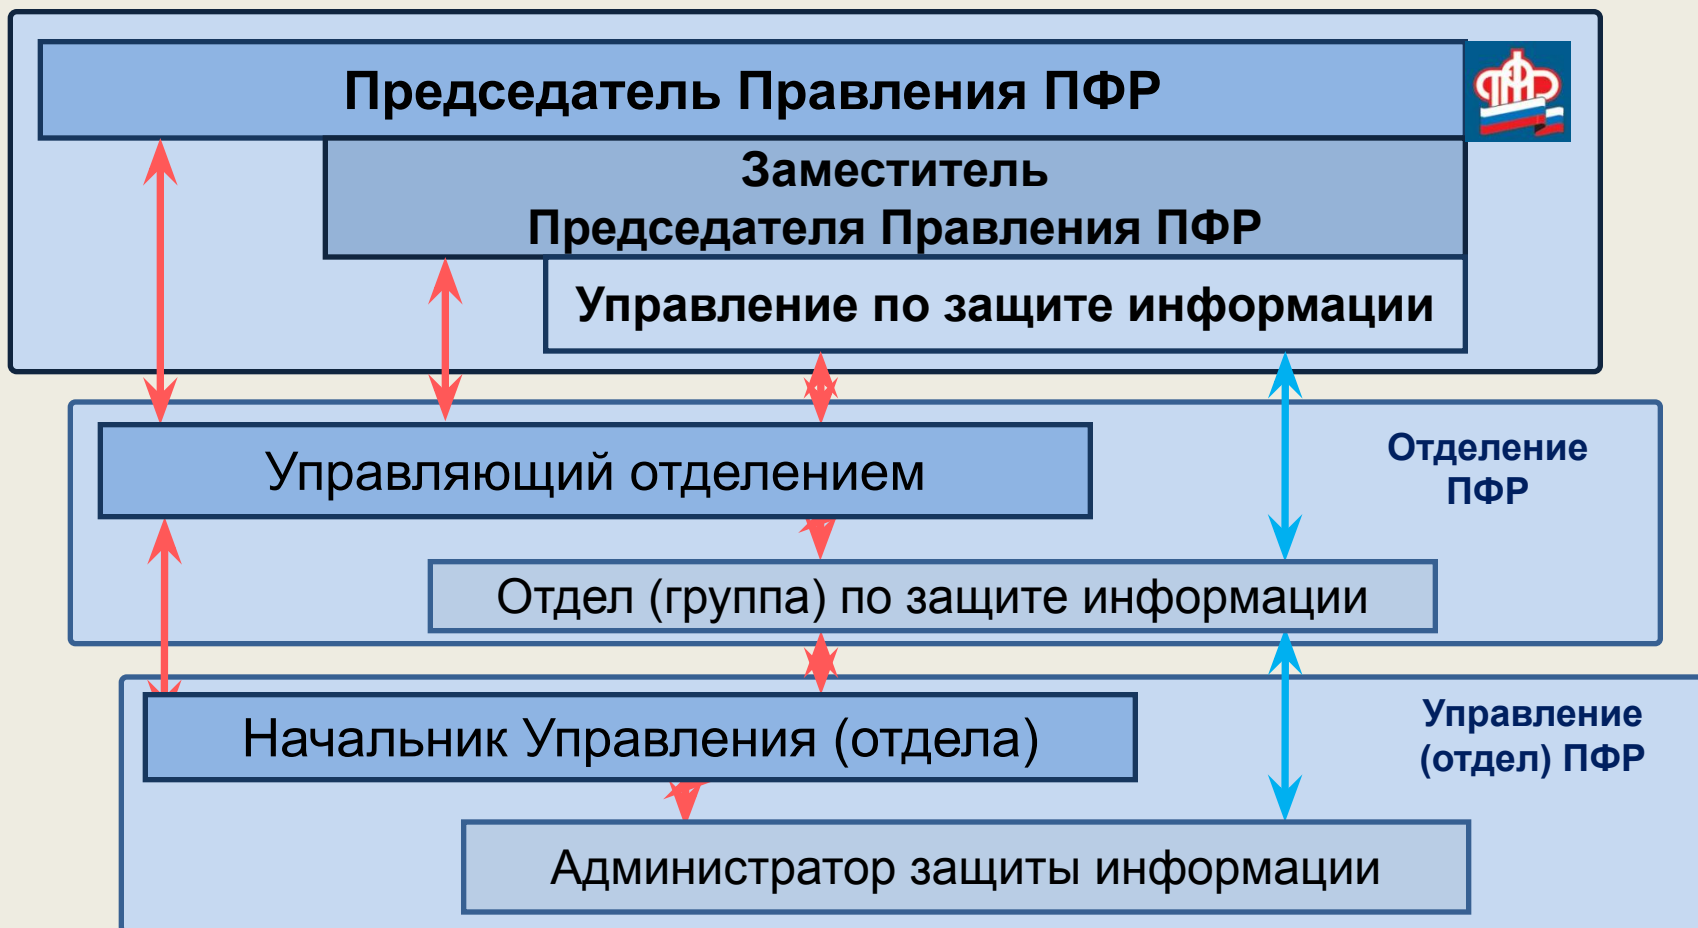 Председатель Правления ПФР
ПФР
Заместитель
Председателя Правления ПФР
Управление по защите информации
Управляющий отделением
Отделение
ПФР
Отдел (группа) по защите информации
Начальник Управления (отдела)
Управление
(отдел) ПФР
Администратор защиты информации